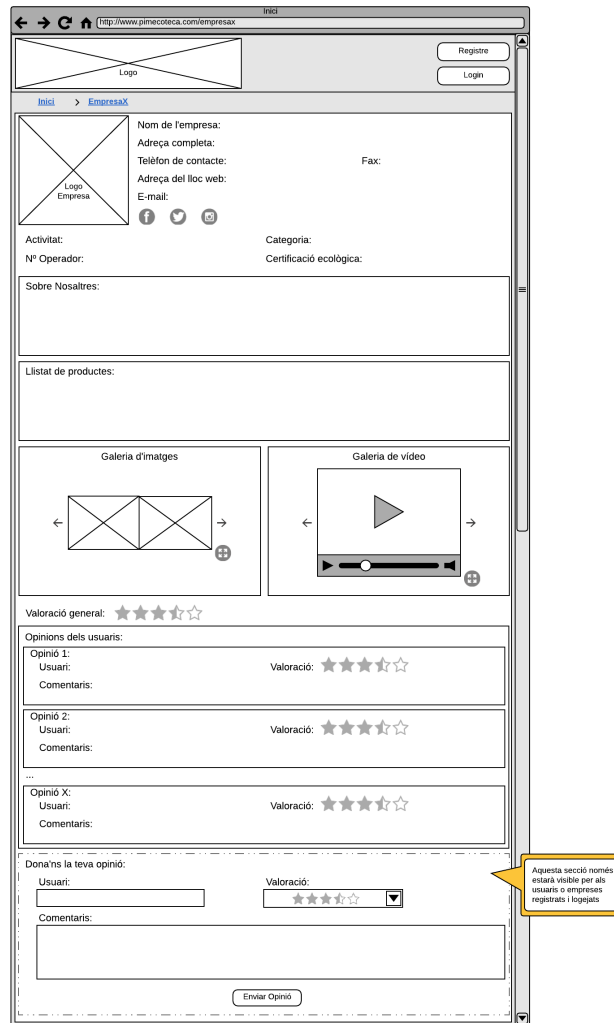 Inici
http://www.pimecoteca.com/empresax
Logo
Registre
Login
Inici > EmpresaX
Logo
Empresa
Nom de l'empresa:
Adreça completa:
Telèfon de contacte: Fax:
Adreça del lloc web:
E-mail:
Activitat: Categoria:
Nº Operador: Certificació ecològica:
Sobre Nosaltres:
Llistat de productes:
Galeria d'imatges
Galeria de vídeo
Valoració general:
Opinions dels usuaris:
Opinió 1:
Usuari: Valoració:
Comentaris:
Opinió 2:
Usuari: Valoració:
Comentaris:
...
Opinió X:
Usuari: Valoració:
Comentaris:
Dona'ns la teva opinió:
Usuari: Valoració:
Comentaris:
Enviar Opinió
Aquesta secció només
estarà visible per als
usuaris o empreses
registrats i logejats